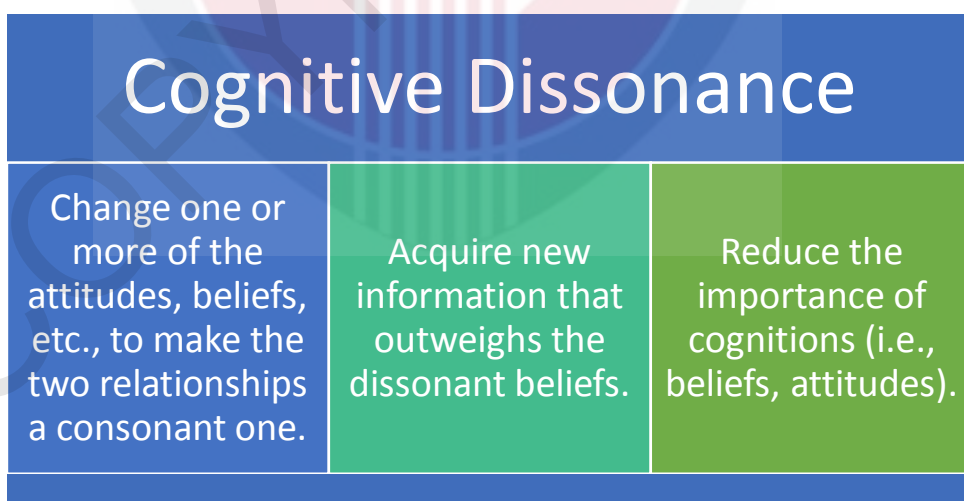 Cognitive Dissonance
Change one or
more of the
attitudes, beliefs,
etc., to make the
two relationships
a consonant one.
Acquire new
information that
outweighs the
dissonant beliefs.
Reduce the
importance of
cognitions (i.e.,
beliefs, attitudes).